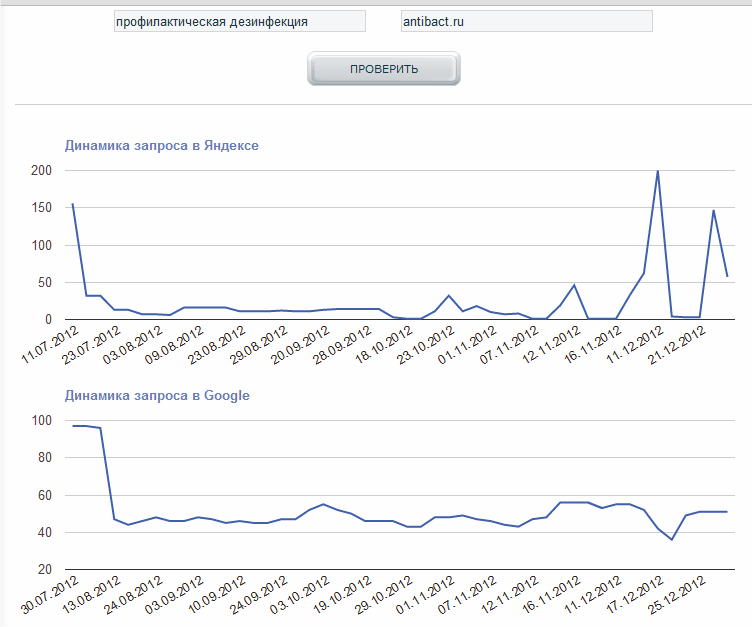 профилактическая дезинфекция antibact.ru
ПРОВЕРИТЬ
Динамика запроса в Яндексе
200
150
100
50
0
11.07.2012 23.07.2012 03.08.2012 09.08.2012 23.08.2012 29.08.2012 20.09.2012 28.09.2012 18.10.2012 23.10.2012 01.11.2012 07.11.2012 12.11.2012 16.11.2012 11.12.2012 21.12.2012
Динамика запроса в Google
100
80
60
40
20
30.07.2012 13.08.2012 24.08.2012 03.09.2012 10.09.2012 24.09.2012 03.10.2012 19.10.2012 29.10.2012 01.11.2012 07.11.2012 12.11.2012 16.11.2012 11.12.2012 17.12.2012 25.12.2012